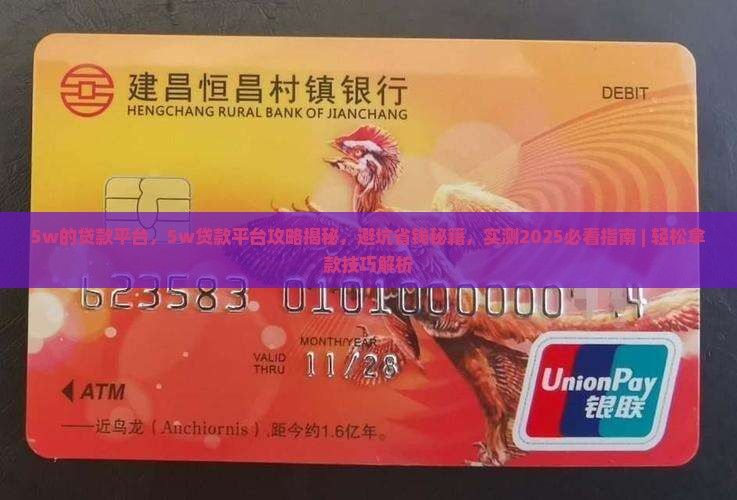 建昌恒昌村镇银行
HENGCHANG RURAL BANK OF JIANCHANG
DEBIT
5w的贷款平台，5w贷款平台攻略揭秘，避坑省钱秘籍，实测2025必看指南 | 轻松拿
款技巧解析
623583 0101000000 .4
MONTH/YEAR
VALID
THRU
11/28
ATM
UnionPay
银联
——近鸟龙（Anchiornis）,距今约1.6亿年。